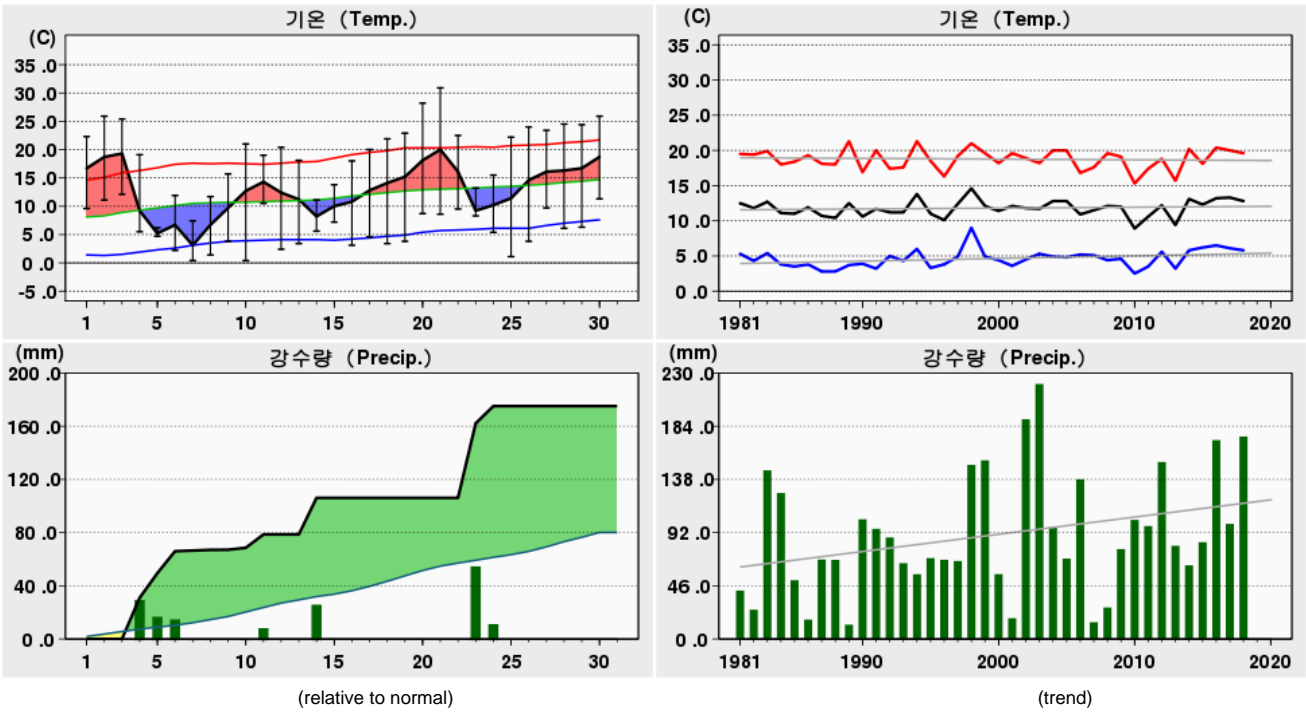 기온 (Temp.)
(C)
35 .0
30 .0
25 .0
20 .0
15 .0
10 .0
5 .0
0 .0
-5 .0
1 5 10 15 20 25 30
기온 (Temp.)
(C)
35 .0
30 .0
25 .0
20 .0
15 .0
10 .0
5 .0
0 .0
1981 1990 2000 2010 2020
강수량 (Precip.)
(mm)
200 .0
160 .0
120 .0
80 .0
40 .0
0 .0
1 5 10 15 20 25 30
(relative to normal)
강수량 (Precip.)
(mm)
230 .0
184 .0
138 .0
92 .0
46 .0
0 .0
1981 1990 2000 2010 2020
(trend)